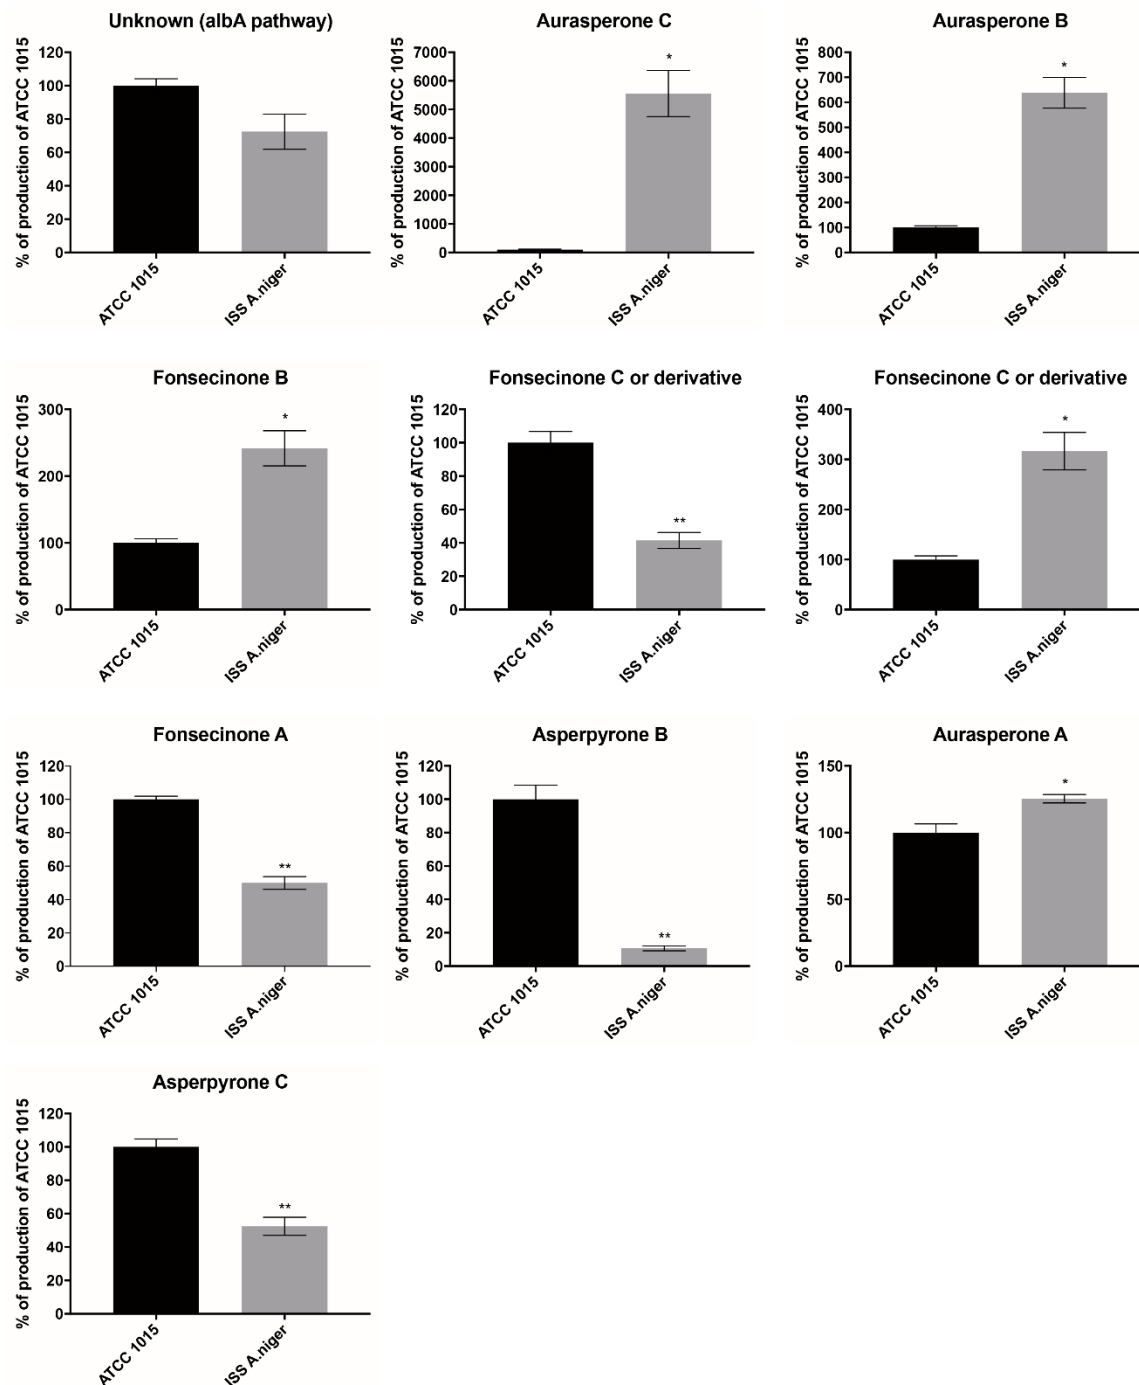 Unknown (albA pathway)
% of production of ATCC 1015
120
100
80
60
40
20
0
ATCC 1015
ISS A.niger
Aurasperone C
% of production of ATCC 1015
7000
6000
5000
4000
3000
2000
1000
0
*
ATCC 1015
ISS A.niger
Aurasperone B
% of production of ATCC 1015
800
700
600
500
400
300
200
100
0
*
ATCC 1015
ISS A.niger
Fonsecinone B
% of production of ATCC 1015
300
200
100
0
*
ATCC 1015
ISS A.niger
Fonsecinone C or derivative
% of production of ATCC 1015
120
100
80
60
40
20
0
**
ATCC 1015
ISS A.niger
Fonsecinone C or derivative
% of production of ATCC 1015
400
300
200
100
0
*
ATCC 1015
ISS A.niger
Fonsecinone A
% of production of ATCC 1015
120
100
80
60
40
20
0
**
ATCC 1015
ISS A.niger
Asperpyrone B
% of production of ATCC 1015
120
100
80
60
40
20
0
**
ATCC 1015
ISS A.niger
Aurasperone A
% of production of ATCC 1015
150
100
50
0
*
ATCC 1015
ISS A.niger
Asperpyrone C
% of production of ATCC 1015
120
100
80
60
40
20
0
**
ATCC 1015
ISS A.niger